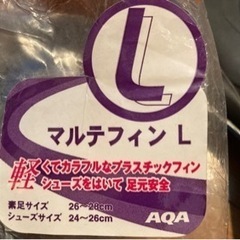 L
マルテフィン L
軽くてカラフルなプラスチックフィン
シューズをはいて 足元安全
素足サイズ 26~28cm
シューズサイズ 24~26cm
AQA